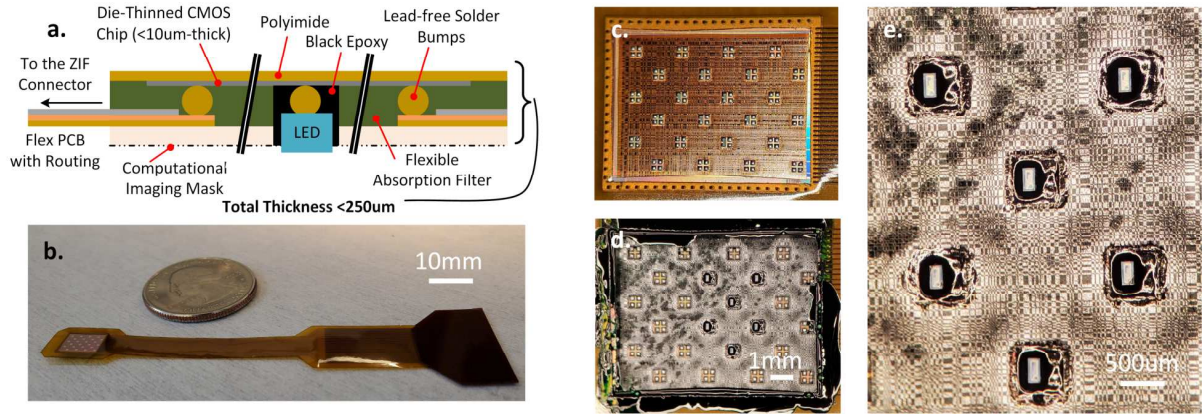 a.
Die-Thinned CMOS
Chip (<10um-thick)
Polyimide
Black Epoxy
Lead-free Solder
Bumps
To the ZIF
Connector
LED
Flex PCB
with Routing
Computational
Imaging Mask
Flexible
Absorption Filter
Total Thickness <250um
b.
10mm
c.
d.
1mm
e.
500um